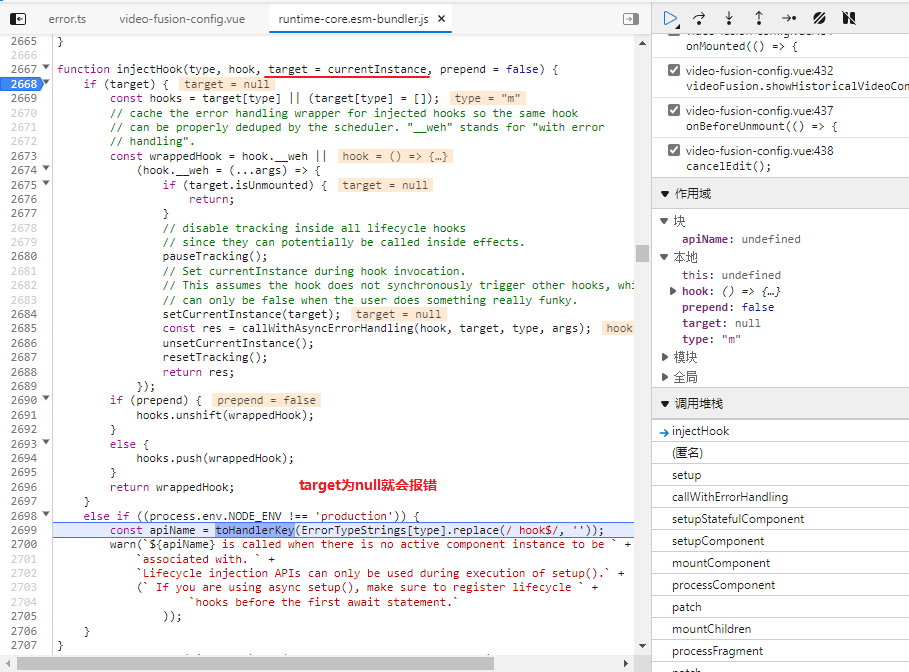 error.ts video-fusion-config.vue runtime-core.esm-bundler.js ×
2665 }
2666
2667 function injectHook(type, hook, target = currentInstance, prepend = false) {
2668 if (target) { target = null
2669 const hooks = target[type] || (target[type] = []); type = "m"
2670 // cache the error handling wrapper for injected hooks so the same hook
2671 // can be properly deduped by the scheduler. "__weh" stands for "with error
2672 // handling".
2673 const wrappedHook = hook.__weh || hook = () => {…}
2674 (hook.__weh = (...args) => {
2675 if (target.isUnmounted) { target = null
2676 return;
2677 }
2678 // disable tracking inside all lifecycle hooks
2679 // since they can potentially be called inside effects.
2680 pauseTracking();
2681 // Set currentInstance during hook invocation.
2682 // This assumes the hook does not synchronously trigger other hooks, whi
2683 // can only be false when the user does something really funky.
2684 setCurrentInstance(target); target = null
2685 const res = callWithAsyncErrorHandling(hook, target, type, args); hook
2686 unsetCurrentInstance();
2687 resetTracking();
2688 return res;
2689 });
2690 if (prepend) { prepend = false
2691 hooks.unshift(wrappedHook);
2692 }
2693 else {
2694 hooks.push(wrappedHook);
2695 }
2696 return wrappedHook; target为null就会报错
2697 }
2698 else if ((process.env.NODE_ENV !== 'production')) {
2699 const apiName = toHandlerKey(ErrorTypeStrings[type].replace(/ hook$/, ''));
2700 warn(`${apiName} is called when there is no active component instance to be ` +
2701 `associated with. ` +
2702 `Lifecycle injection APIs can only be used during execution of setup().` +
2703 (` If you are using async setup(), make sure to register lifecycle ` +
2704 `hooks before the first await statement.`
2705 ));
2706 }
2707 }
onMounted(() => {
video-fusion-config.vue:432
videoFusion.showHistoricalVideoCon
video-fusion-config.vue:437
onBeforeUnmount(() => {
video-fusion-config.vue:438
cancelEdit();
作用域
块
apiName: undefined
本地
this: undefined
hook: () => {…}
prepend: false
target: null
type: "m"
模块
全局
调用堆栈
injectHook
(匿名)
setup
callWithErrorHandling
setupStatefulComponent
setupComponent
mountComponent
processComponent
patch
mountChildren
processFragment